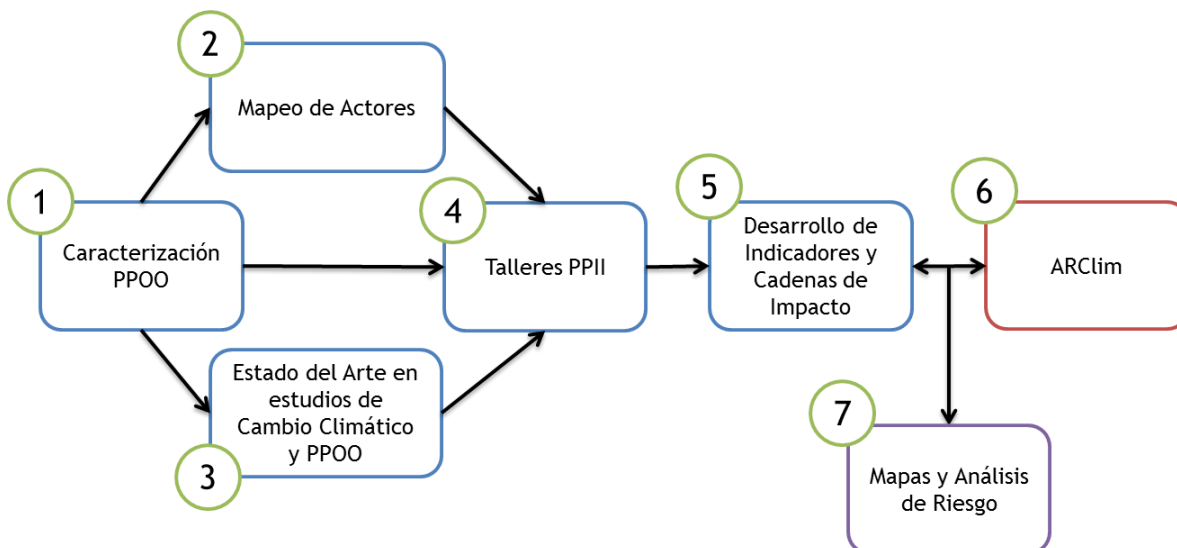 2
Mapeo de Actores
1
Caracterización
PPOO
3
Estado del Arte en
estudios de
Cambio Climático
y PPOO
4
Talleres PPII
5
Desarrollo de
Indicadores y
Cadenas de
Impacto
6
ARClim
7
Mapas y Análisis
de Riesgo